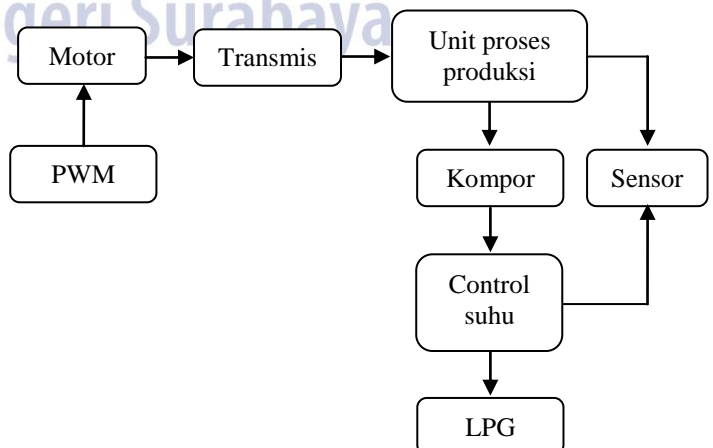 geri Surabaya
Motor
Transmis
Unit proses
produksi
PWM
Kompor
Sensor
Control
suhu
LPG